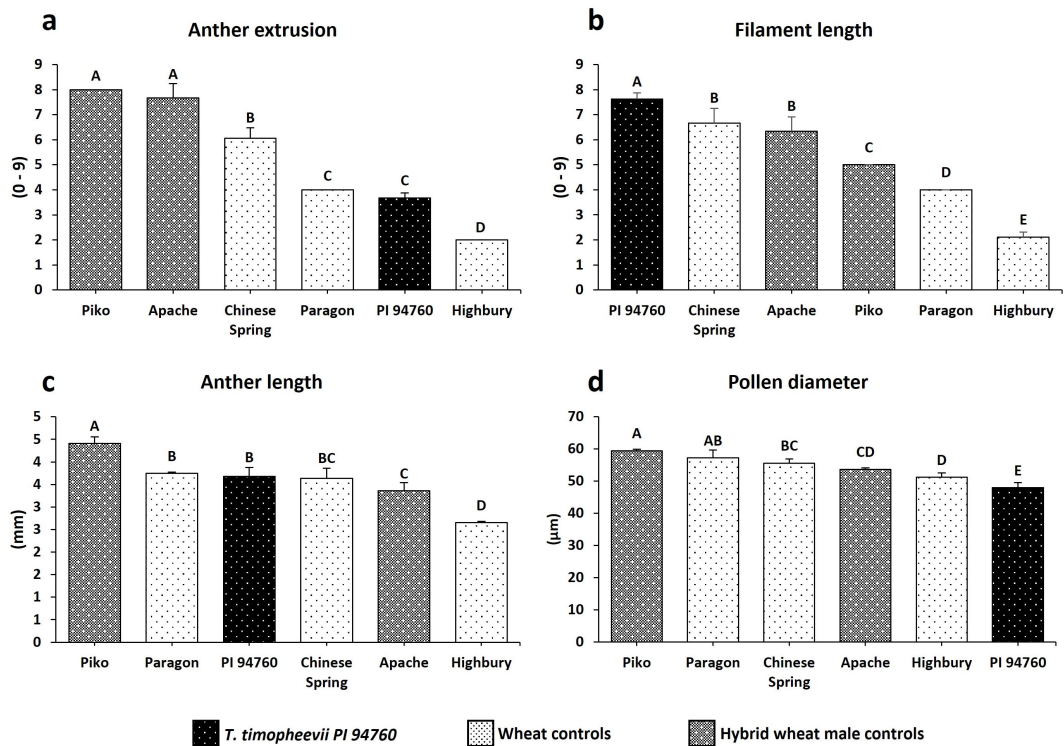 a
Anther extrusion
(0 - 9)
8
7
6
5
4
3
2
1
0
A
A
B
C
C
D
Piko Apache Chinese Spring Paragon PI 94760 Highbury
b
Filament length
(0 - 9)
9
8
7
6
5
4
3
2
1
0
A
B
B
C
D
E
PI 94760 Chinese Spring Apache Piko Paragon Highbury
c
Anther length
(mm)
5
5
4
4
3
3
2
2
1
1
0
A
B
B
BC
C
D
Piko Paragon PI 94760 Chinese Spring Apache Highbury
d
Pollen diameter
(µm)
70
60
50
40
30
20
10
0
A
AB
BC
CD
D
E
Piko Paragon Chinese Spring Apache Highbury PI 94760
T. timopheevii PI 94760 Wheat controls Hybrid wheat male controls